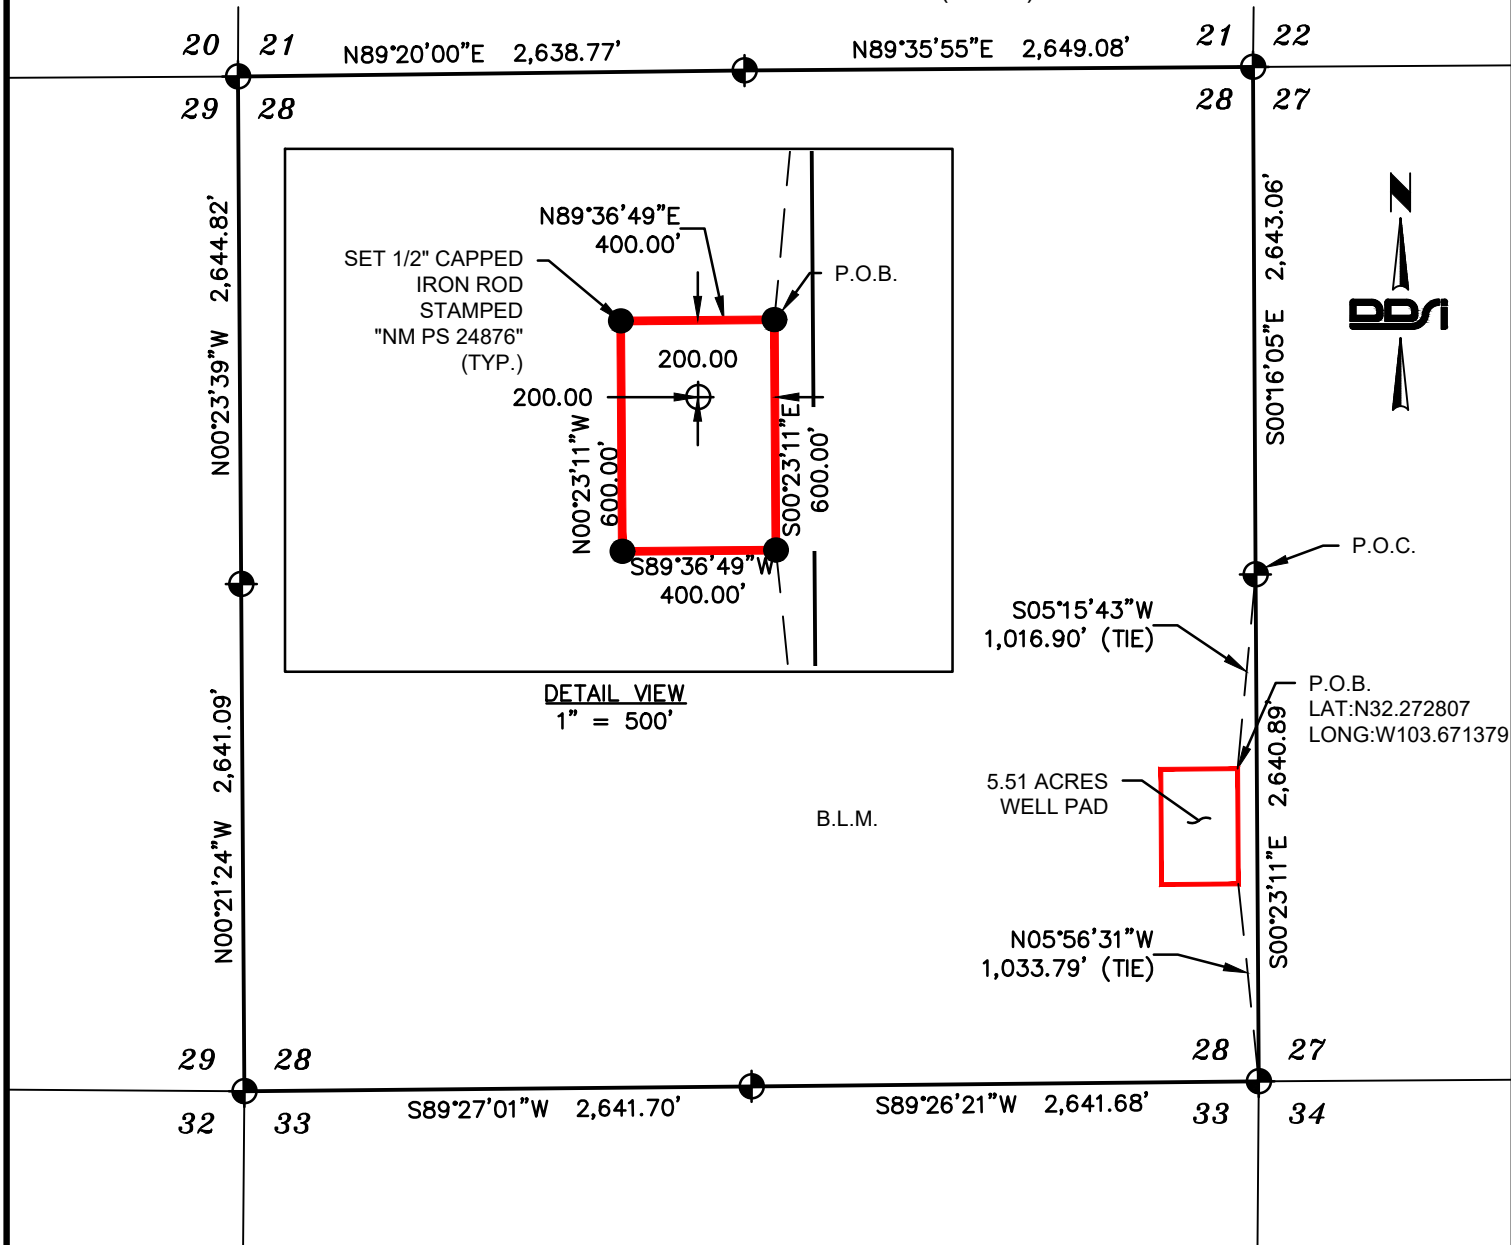 20 21
N89°20'00"E 2,638.77'
N89°35'55"E 2,649.08'
21 22
29 28
28 27
N00°23'39"W 2,644.82'
N89°36'49"E
400.00'
SET 1/2" CAPPED
IRON ROD
STAMPED
"NM PS 24876"
(TYP.)
P.O.B.
200.00
200.00
N00°23'11"W
600.00'
S00°23'11"E
600.00'
S89°36'49"W
400.00'
DETAIL VIEW
1" = 500'
S00°16'05"E 2,643.06'
N
DDSi
P.O.C.
S05°15'43"W
1,016.90' (TIE)
P.O.B.
LAT:N32.272807
LONG:W103.671379
5.51 ACRES
WELL PAD
B.L.M.
N00°21'24"W 2,641.09'
S00°23'11"E 2,640.89'
N05°56'31"W
1,033.79' (TIE)
29 28
28 27
S89°27'01"W 2,641.70'
S89°26'21"W 2,641.68'
32 33
33 34